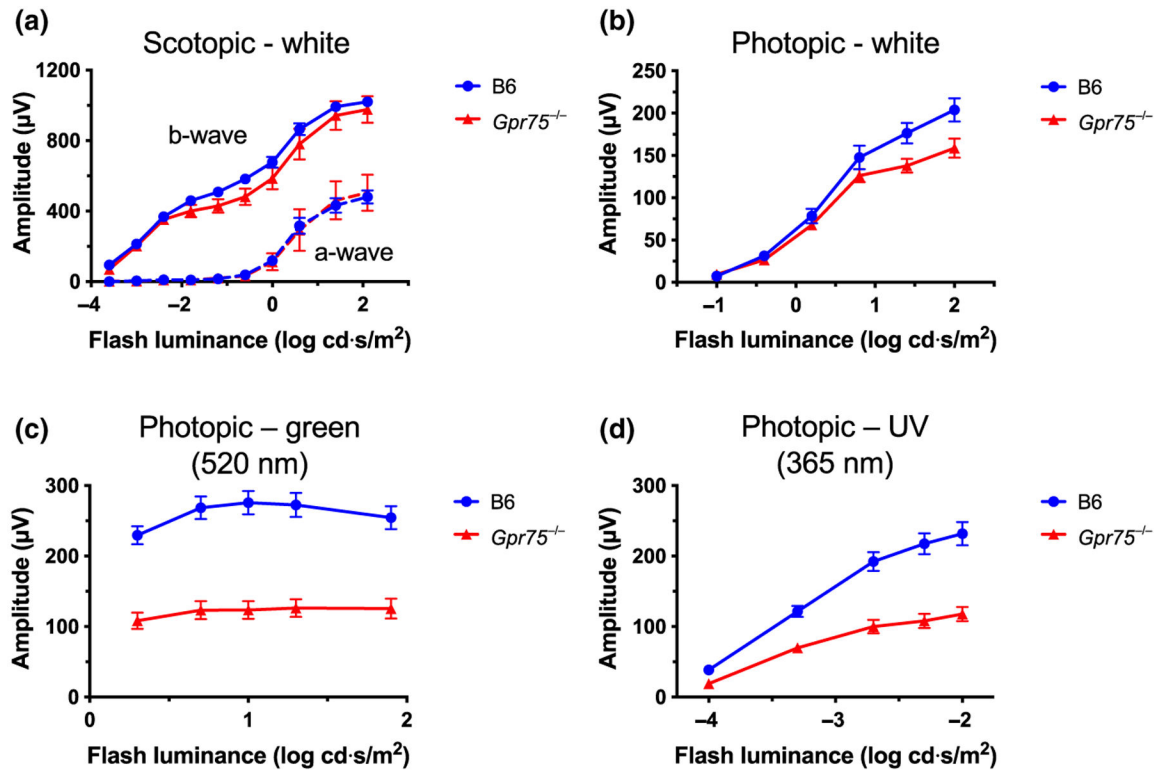 (a)
Scotopic - white
1200
800
400
0
Amplitude (µV)
b-wave
a-wave
B6
Gpr75⁻/⁻
–4
–2
0
2
Flash luminance (log cd·s/m²)
(b)
Photopic - white
250
200
150
100
50
0
Amplitude (µV)
B6
Gpr75⁻/⁻
–1
0
1
2
Flash luminance (log cd·s/m²)
(c)
Photopic – green
(520 nm)
300
200
100
0
Amplitude (µV)
B6
Gpr75⁻/⁻
0
1
2
Flash luminance (log cd·s/m²)
(d)
Photopic – UV
(365 nm)
300
200
100
0
Amplitude (µV)
B6
Gpr75⁻/⁻
–4
–3
–2
Flash luminance (log cd·s/m²)